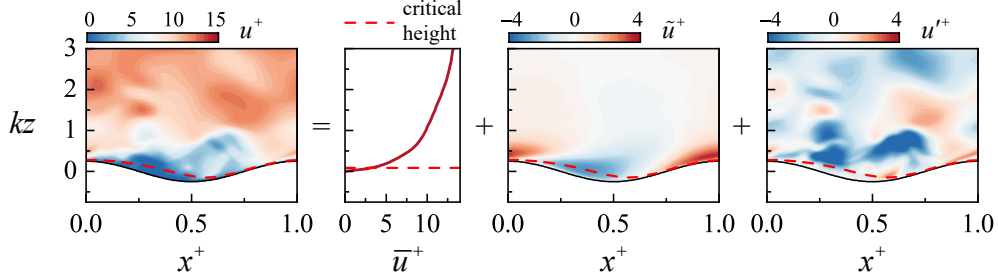 0 5 10 15 u⁺
critical
height
−4 0 4 ũ⁺
−4 0 4 u′⁺
kz
3
2
1
0
= + +
0.0 0.5 1.0
0 5 10
0.0 0.5 1.0
0.0 0.5 1.0
x⁺
u̅⁺
x⁺
x⁺